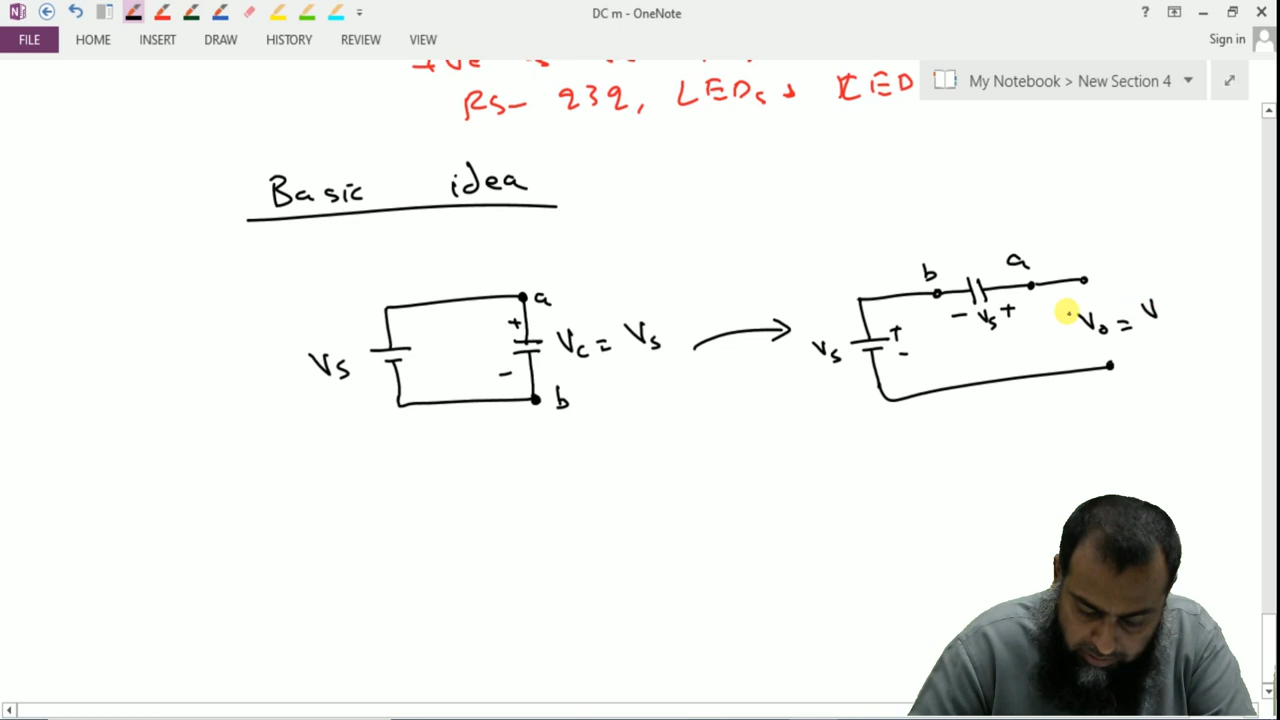 DC m - OneNote
?
FILE HOME INSERT DRAW HISTORY REVIEW VIEW
Sign in
My Notebook > New Section 4
RS-232, LEDs
Basic idea
a
Vs
+
Vc = Vs
-
b
b a
- Vs +
Vs
+
-
Vo = V